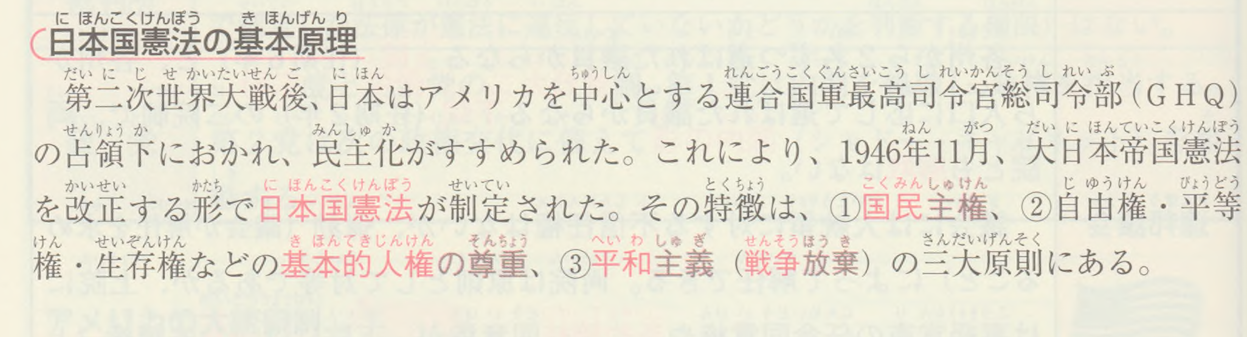 日本国憲法の基本原理
第二次世界大戦後、日本はアメリカを中心とする連合国軍最高司令官総司令部（GHQ）
の占領下におかれ、民主化がすすめられた。これにより、1946年11月、大日本帝国憲法
を改正する形で日本国憲法が制定された。その特徴は、①国民主権、②自由権・平等
権・生存権などの基本的人権の尊重、③平和主義（戦争放棄）の三大原則にある。